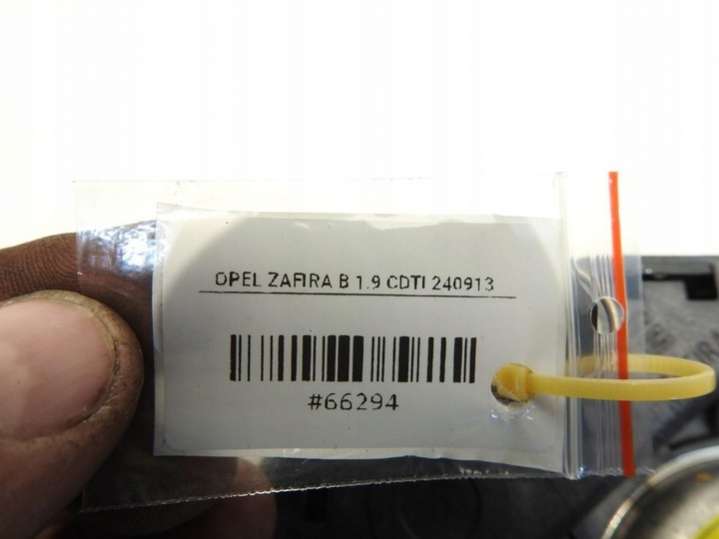 OPEL ZAFIRA B 1.9 CDTI 240913
#66294